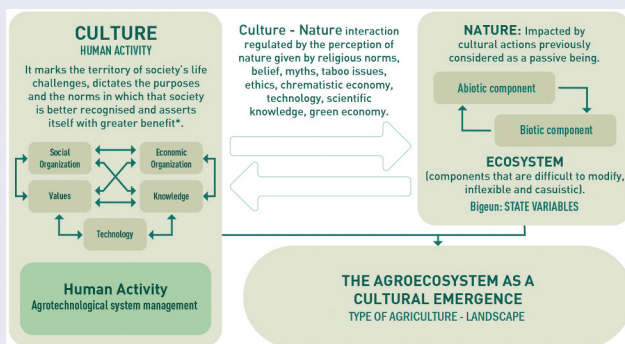 CULTURE
HUMAN ACTIVITY
It marks the territory of society's life
challenges, dictates the purposes
and the norms in which that society
is better recognised and asserts
itself with greater benefit*.
Social
Organization
Economic
Organization
Values
Knowledge
Technology
Human Activity
Agrotechnological system management
Culture - Nature interaction
regulated by the perception of
nature given by religious norms,
belief, myths, taboo issues,
ethics, chrematistic economy,
technology, scientific
knowledge, green economy.
NATURE: Impacted by
cultural actions previously
considered as a passive being.
Abiotic component
Biotic component
ECOSYSTEM
(components that are difficult to modify,
inflexible and casuistic).
Bigeun: STATE VARIABLES
THE AGROECOSYSTEM AS A
CULTURAL EMERGENCE
TYPE OF AGRICULTURE - LANDSCAPE